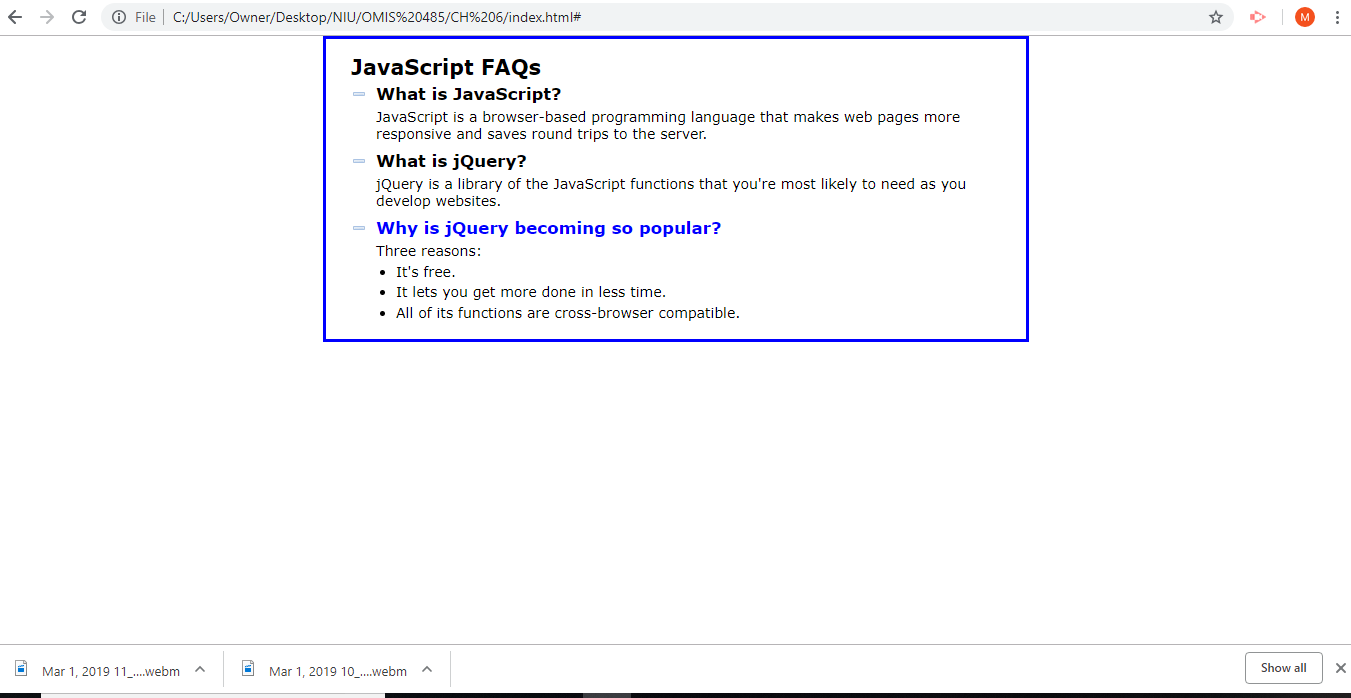 File
C:/Users/Owner/Desktop/NIU/OMIS%20485/CH%206/index.html#
M
JavaScript FAQs
What is JavaScript?
JavaScript is a browser-based programming language that makes web pages more
responsive and saves round trips to the server.
What is jQuery?
jQuery is a library of the JavaScript functions that you're most likely to need as you
develop websites.
Why is jQuery becoming so popular?
Three reasons:
• It's free.
• It lets you get more done in less time.
• All of its functions are cross-browser compatible.
Mar 1, 2019 11_....webm
Mar 1, 2019 10_....webm
Show all